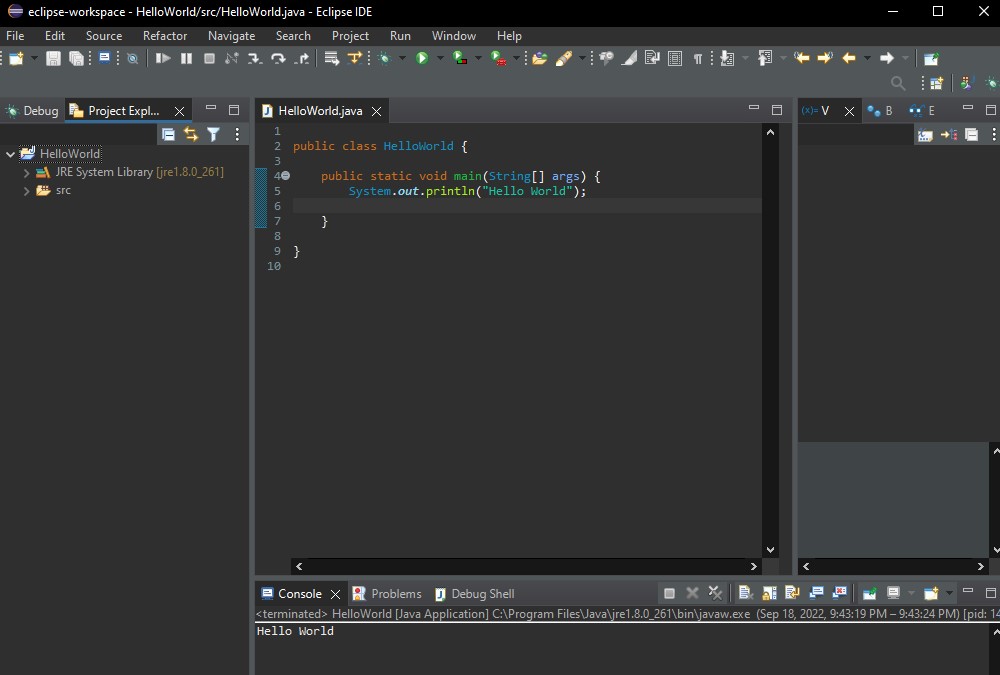 eclipse-workspace - HelloWorld/src/HelloWorld.java - Eclipse IDE
File Edit Source Refactor Navigate Search Project Run Window Help
Debug Project Expl... HelloWorld.java (x)= V B E
HelloWorld
JRE System Library [jre1.8.0_261]
src
1
2 public class HelloWorld {
3
4 public static void main(String[] args) {
5 System.out.println("Hello World");
6
7 }
8
9 }
10
Console Problems Debug Shell
<terminated> HelloWorld [Java Application] C:\Program Files\Java\jre1.8.0_261\bin\javaw.exe (Sep 18, 2022, 9:43:19 PM – 9:43:24 PM) [pid: 14
Hello World